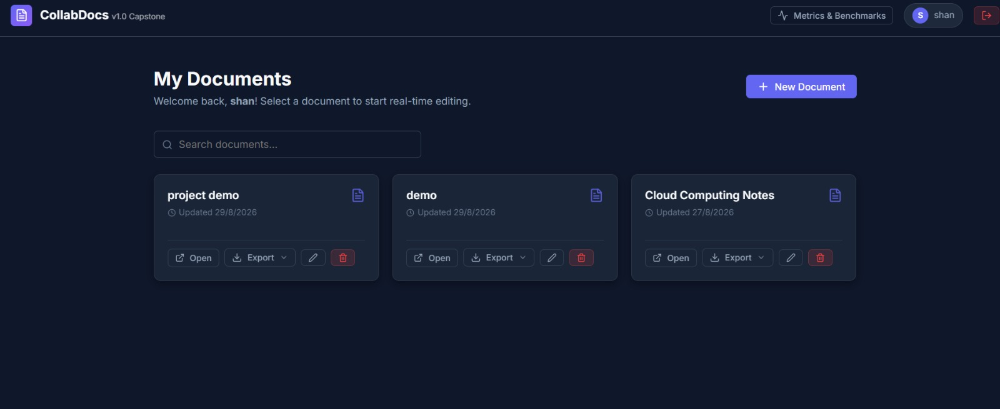 CollabDocs v1.0 Capstone
Metrics & Benchmarks
S shan
My Documents
Welcome back, shan! Select a document to start real-time editing.
New Document
Search documents...
project demo
Updated 29/8/2026
Open Export
demo
Updated 29/8/2026
Open Export
Cloud Computing Notes
Updated 27/8/2026
Open Export